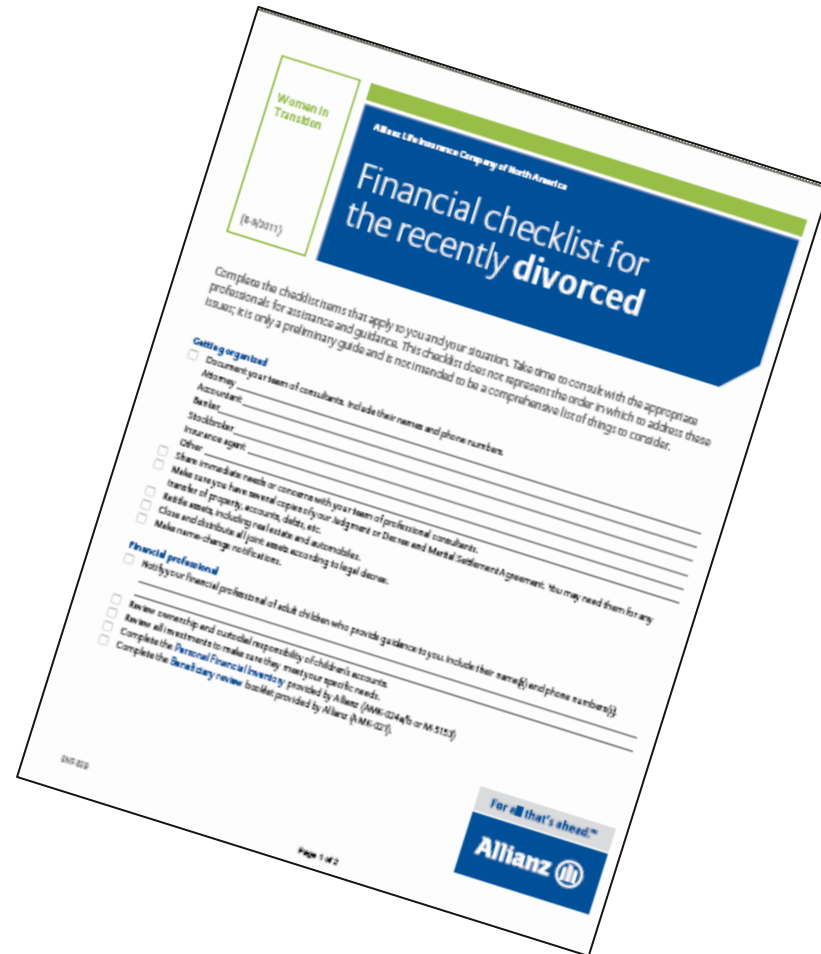 Women in
Transition
(R-8/2011)
Allianz Life Insurance Company of North America
Financial checklist for
the recently divorced
Complete the checklist items that apply to you and your situation. Take time to consult with the appropriate
professionals for assistance and guidance. This checklist does not represent the order in which to address these
issues; it is only a preliminary guide and is not intended to be a comprehensive list of things to consider.
Getting organized
Document your team of consultants. Include their names and phone numbers.
Attorney
Accountant
Banker
Stockbroker
Insurance agent
Other
Share immediate needs or concerns with your team of professional consultants.
Make sure you have several copies of your Judgment or Decree and Marital Settlement Agreement. You may need them for any
transfer of property, accounts, debts, etc.
Retitle assets, including real estate and automobiles.
Close and distribute all joint assets according to legal decree.
Make name-change notifications.
Financial professional
Notify your financial professional of adult children who provide guidance to you. Include their name(s) and phone numbers(s).
Review ownership and custodial responsibility of children's accounts.
Review all investments to make sure they meet your specific needs.
Complete the Personal Financial Inventory provided by Allianz (AMK-024a/b or M-5153)
Complete the Beneficiary review booklet provided by Allianz (AMK-021).
Page 1 of 2
For all that's ahead.℠
Allianz